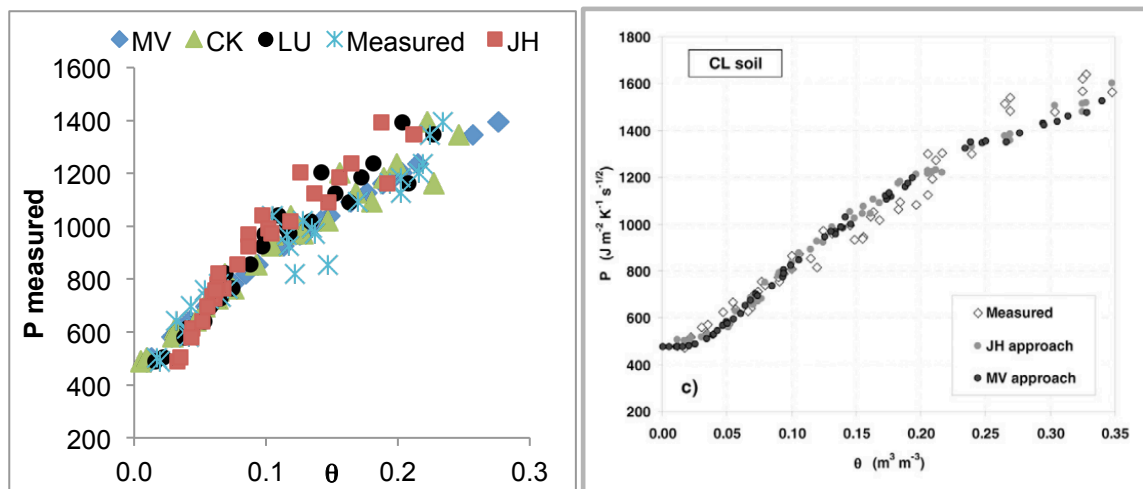 MV CK LU Measured JH
P measured
1600
1400
1200
1000
800
600
400
200
0.0 0.1 θ 0.2 0.3
CL soil
P (J m⁻² K⁻¹ s⁻¹/²)
1800
1600
1400
1200
1000
800
600
400
200
Measured
JH approach
MV approach
c)
0.00 0.05 0.10 0.15 0.20 0.25 0.30 0.35
θ (m³ m⁻³)